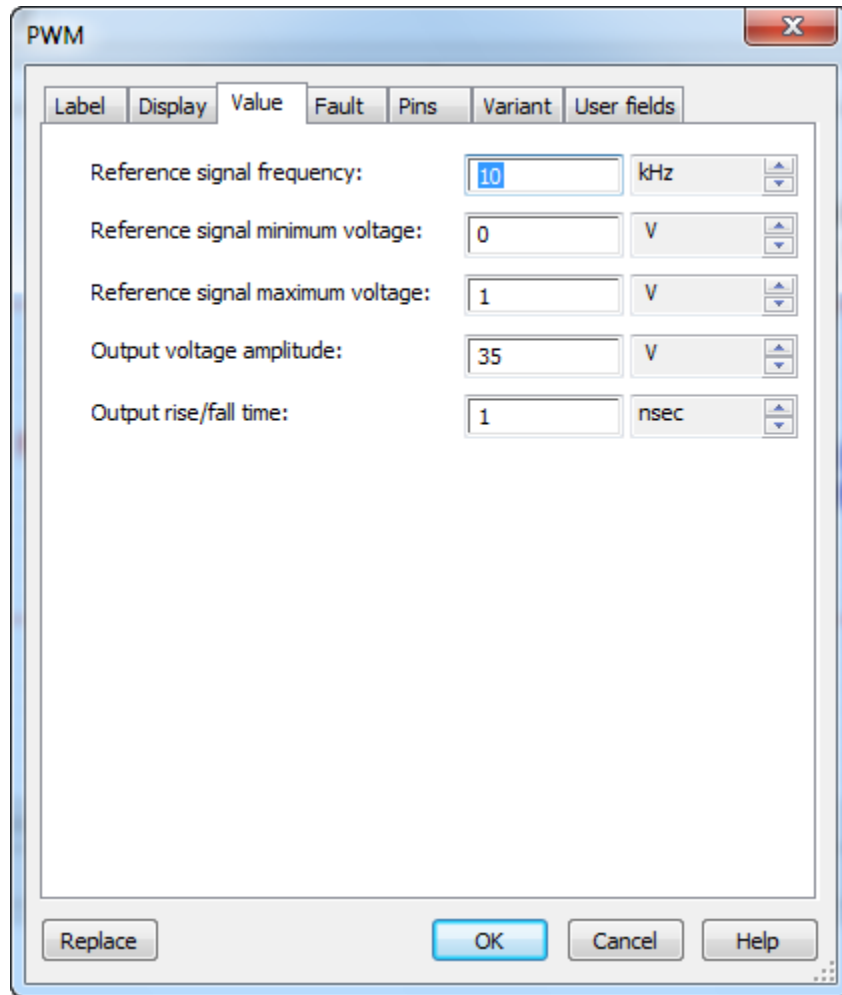 PWM
Label Display Value Fault Pins Variant User fields
Reference signal frequency: 10 kHz
Reference signal minimum voltage: 0 V
Reference signal maximum voltage: 1 V
Output voltage amplitude: 35 V
Output rise/fall time: 1 nsec
Replace OK Cancel Help